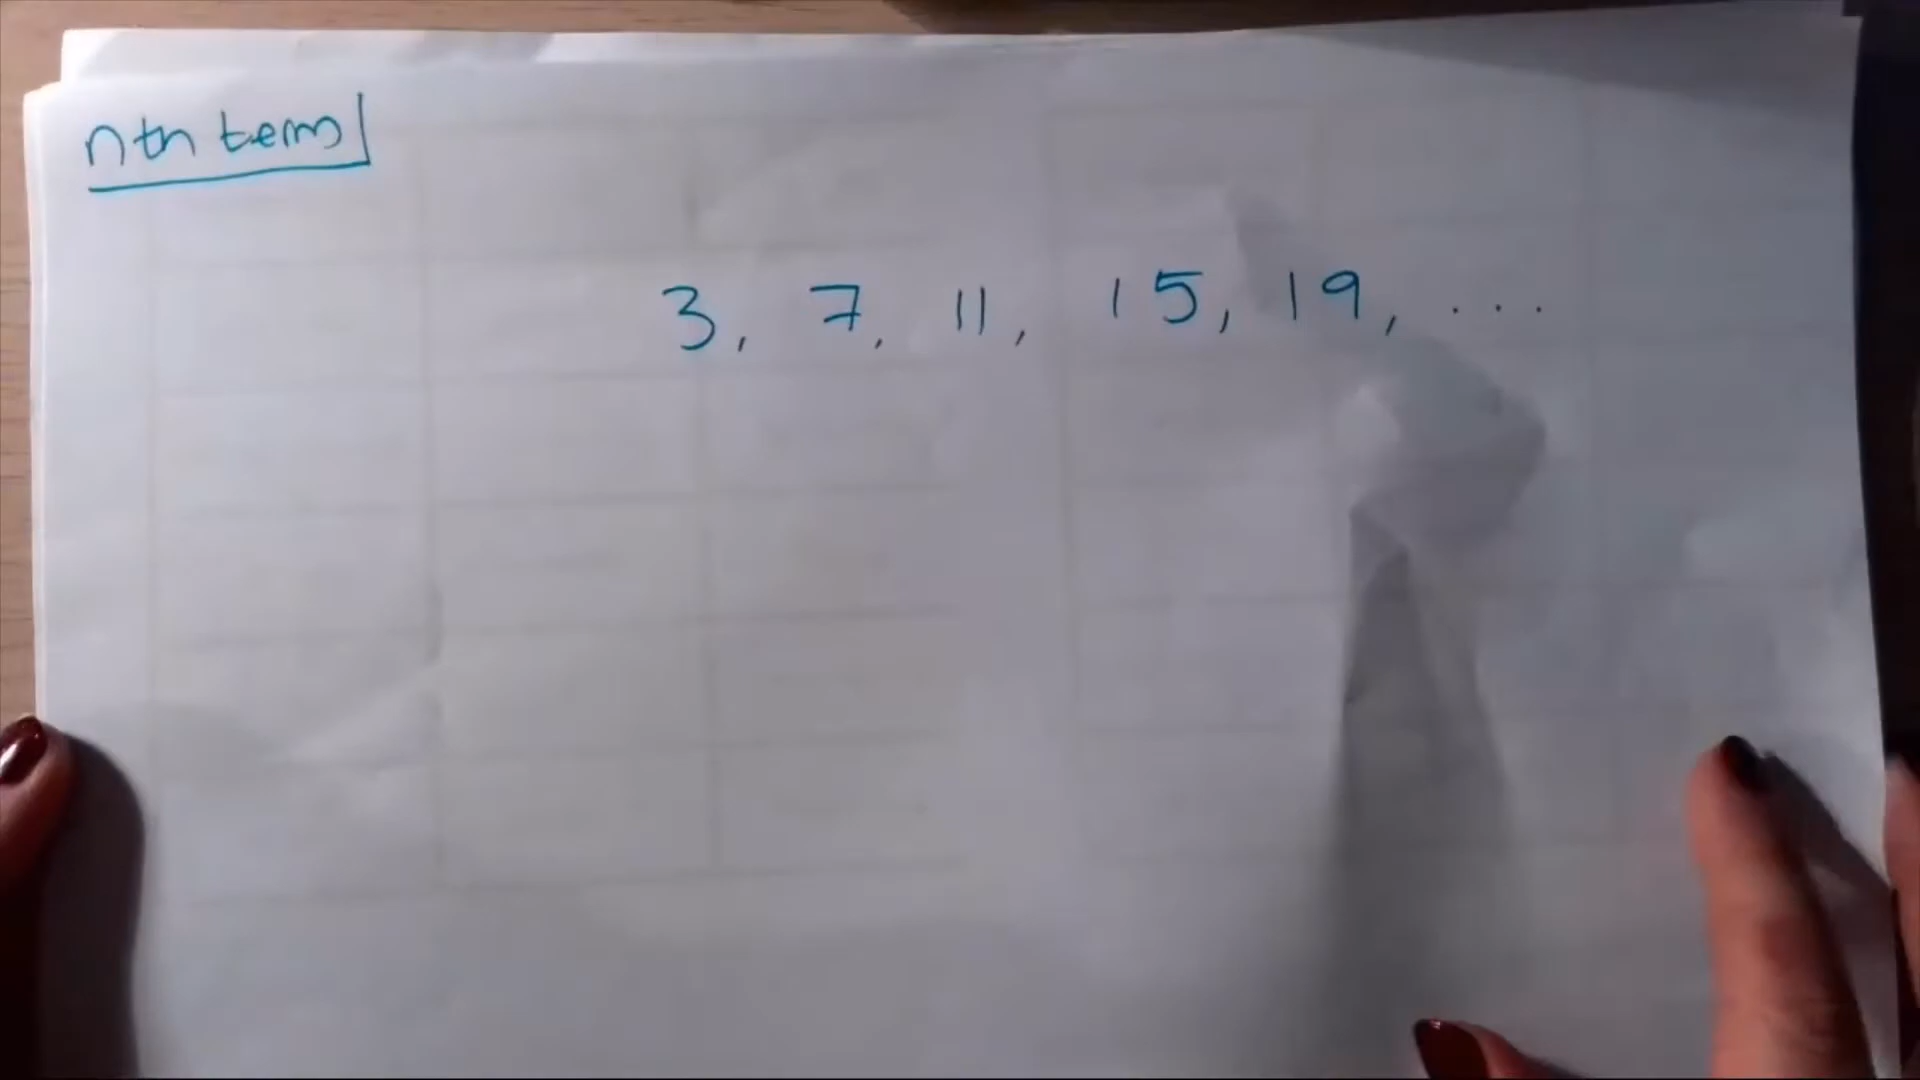 nth term
3, 7, 11, 15, 19, ...